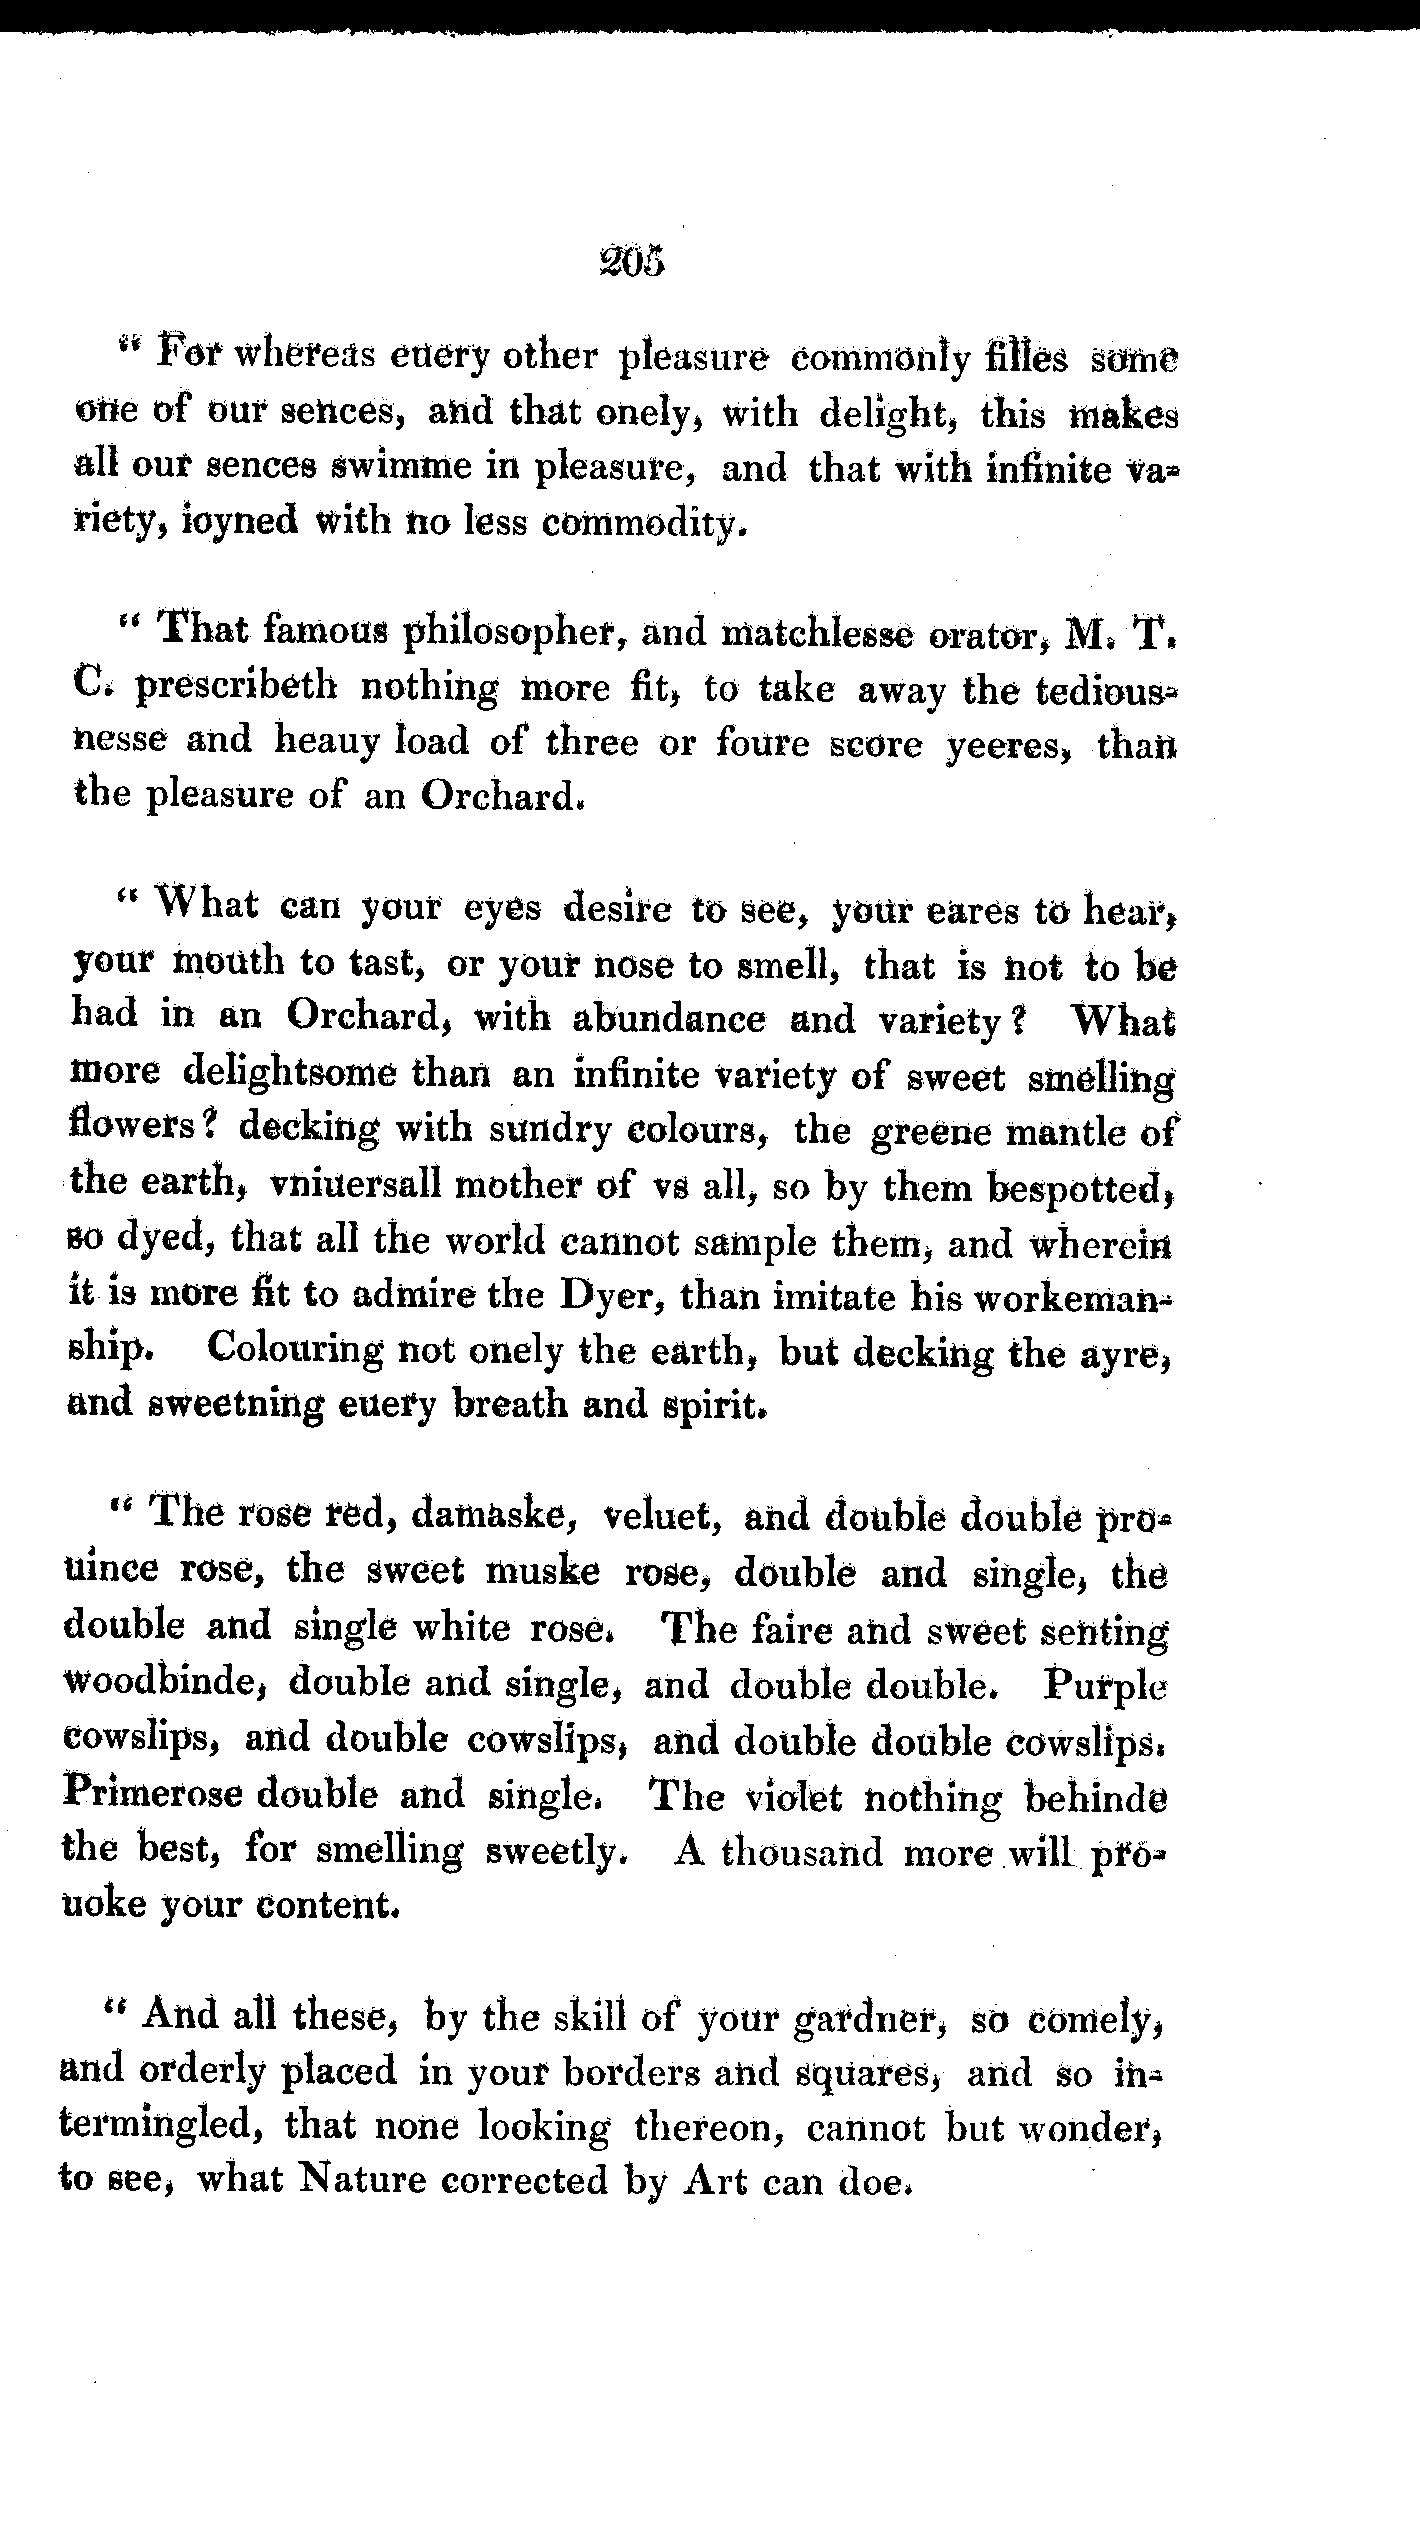 205
“ For whereas euery other pleasure commonly filles some
one of our sences, and that onely, with delight, this makes
all our sences swimme in pleasure, and that with infinite va-
riety, ioyned with no less commodity.
“ That famous philosopher, and matchlesse orator, M. T.
C. prescribeth nothing more fit, to take away the tedious-
nesse and heauy load of three or foure score yeeres, than
the pleasure of an Orchard.
“ What can your eyes desire to see, your eares to hear,
your mouth to tast, or your nose to smell, that is not to be
had in an Orchard, with abundance and variety? What
more delightsome than an infinite variety of sweet smelling
flowers? decking with sundry colours, the greene mantle of
the earth, vniuersall mother of vs all, so by them bespotted,
so dyed, that all the world cannot sample them, and wherein
it is more fit to admire the Dyer, than imitate his workeman-
ship. Colouring not onely the earth, but decking the ayre,
and sweetning euery breath and spirit.
“ The rose red, damaske, veluet, and double double pro-
uince rose, the sweet muske rose, double and single, the
double and single white rose. The faire and sweet senting
woodbinde, double and single, and double double. Purple
cowslips, and double cowslips, and double double cowslips.
Primerose double and single. The violet nothing behinde
the best, for smelling sweetly. A thousand more will pro-
uoke your content.
“ And all these, by the skill of your gardner, so comely,
and orderly placed in your borders and squares, and so in-
termingled, that none looking thereon, cannot but wonder,
to see, what Nature corrected by Art can doe.